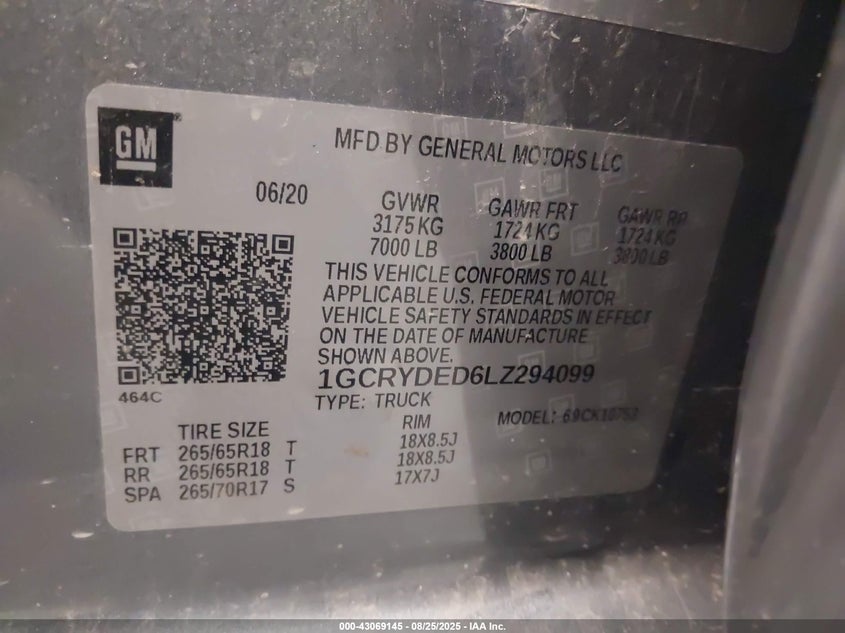 GM
MFD BY GENERAL MOTORS LLC
06/20
GVWR GAWR FRT GAWR RR
3175 KG 1724 KG 1724 KG
7000 LB 3800 LB 3800 LB
THIS VEHICLE CONFORMS TO ALL
APPLICABLE U.S. FEDERAL MOTOR
VEHICLE SAFETY STANDARDS IN EFFECT
ON THE DATE OF MANUFACTURE
SHOWN ABOVE.
464C
1GCRYDED6LZ294099
TYPE: TRUCK
MODEL:
TIRE SIZE RIM
FRT 265/65R18 T 18X8.5J
RR 265/65R18 T 18X8.5J
SPA 265/70R17 S 17X7J
000-43069145 - 08/25/2025 - IAA Inc.